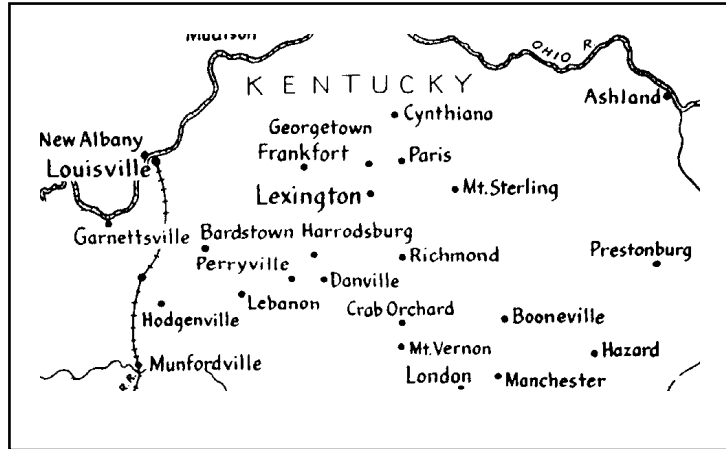 Madison
OHIO R.
KENTUCKY
Ashland
Cynthiana
Georgetown
New Albany
Frankfort
Paris
Louisville
Lexington
Mt. Sterling
Garnettsville
Bardstown Harrodsburg
Perryville
Richmond
Prestonburg
Danville
Lebanon
Crab Orchard
Hodgenville
Booneville
Mt. Vernon
Hazard
Munfordville
London
Manchester
R.R.